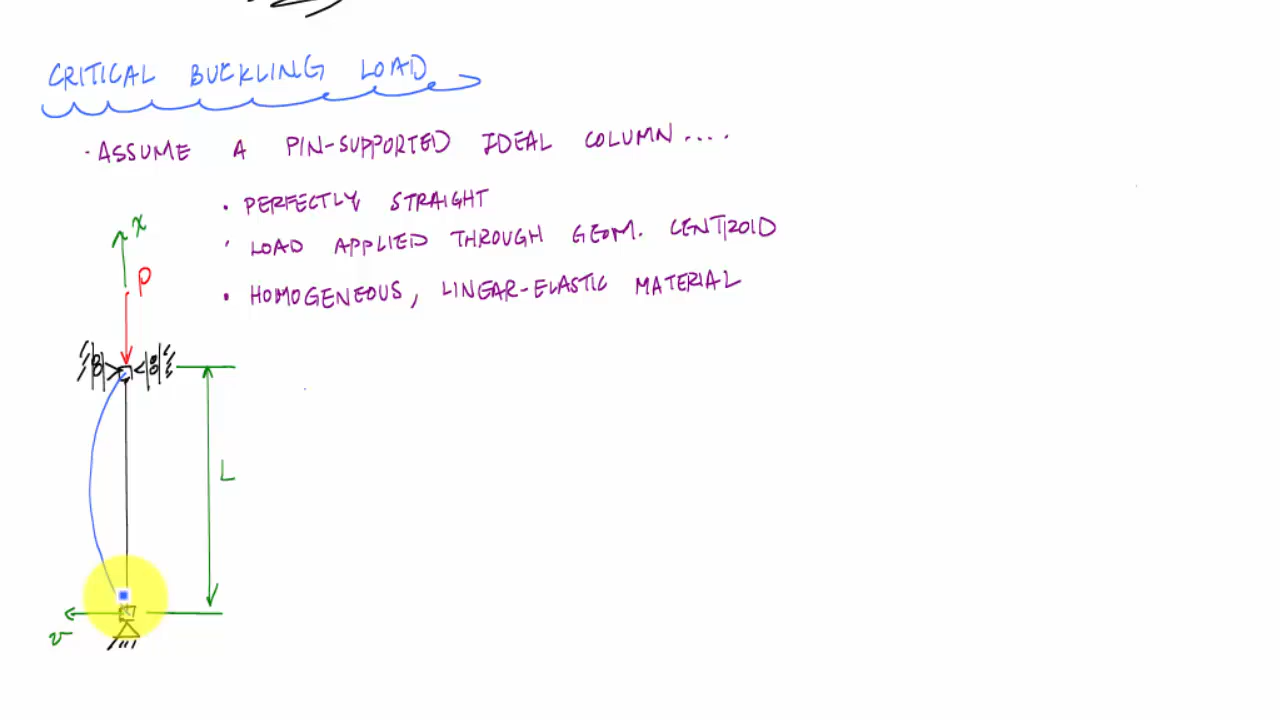 CRITICAL BUCKLING LOAD
· ASSUME A PIN-SUPPORTED IDEAL COLUMN....
· PERFECTLY STRAIGHT
· LOAD APPLIED THROUGH GEOM. CENTROID
· HOMOGENEOUS, LINEAR-ELASTIC MATERIAL
x
P
L
v